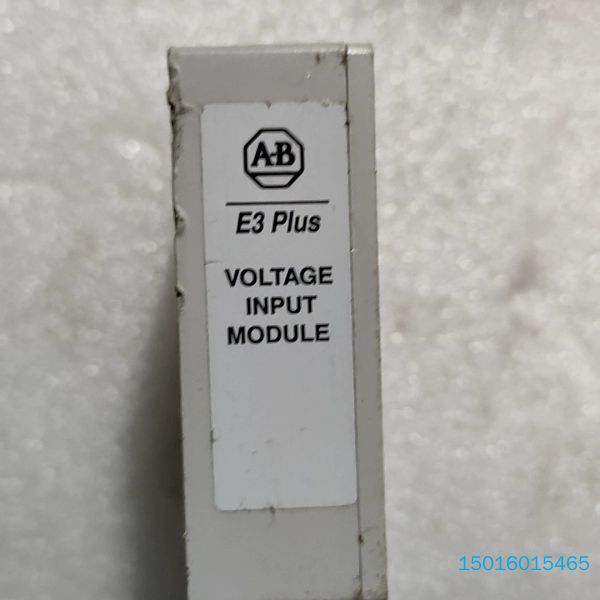 A-B
E3 Plus
VOLTAGE
INPUT
MODULE
15016015465